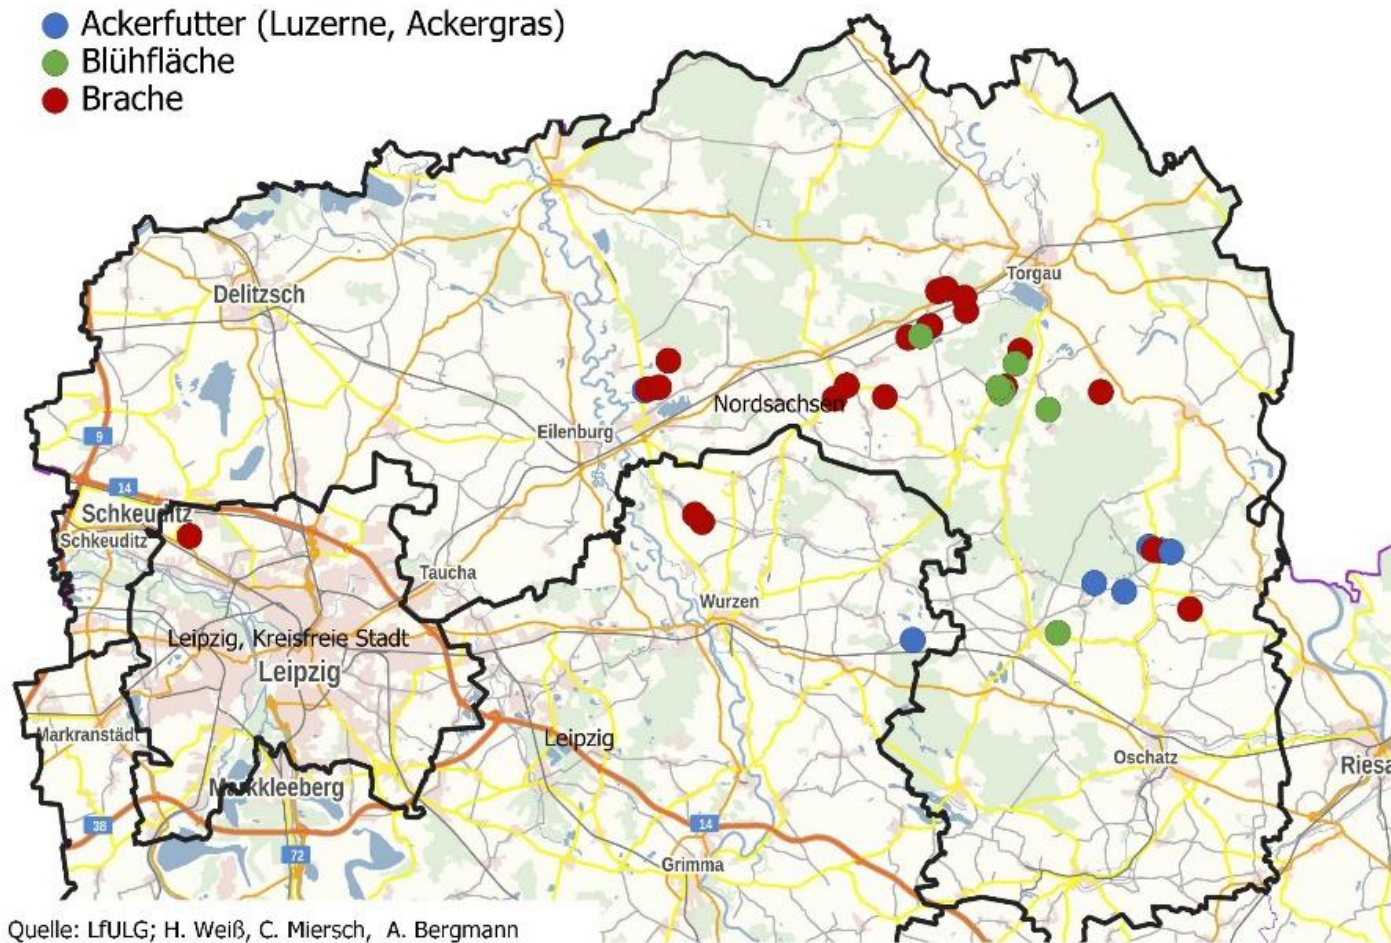 Ackerfutter (Luzerne, Ackergras)
Blühfläche
Brache
Torgau
Delitzsch
Nordsachsen
Eilenburg
9
14
Schkeuditz
Schkeuditz
Taucha
Wurzen
Leipzig, Kreisfreie Stadt
Leipzig
Markranstädt
Leipzig
Oschatz
Riesa
Markkleeberg
38
14
72
Grimma
Quelle: LfULG; H. Weiß, C. Miersch, A. Bergmann